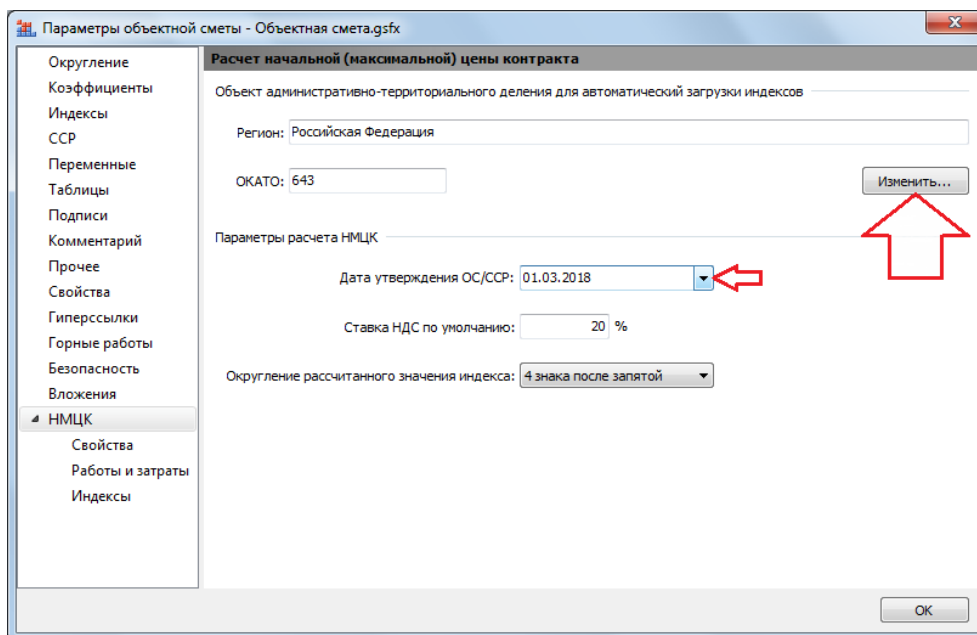 Параметры объектной сметы - Объектная смета.gsfx
Округление
Коэффициенты
Индексы
ССР
Переменные
Таблицы
Подписи
Комментарий
Прочее
Свойства
Гиперссылки
Горные работы
Безопасность
Вложения
НМЦК
Свойства
Работы и затраты
Индексы
Расчет начальной (максимальной) цены контракта
Объект административно-территориального деления для автоматический загрузки индексов
Регион: Российская Федерация
ОКАТО: 643
Изменить...
Параметры расчета НМЦК
Дата утверждения ОС/ССР: 01.03.2018
Ставка НДС по умолчанию: 20 %
Округление рассчитанного значения индекса: 4 знака после запятой
ОК